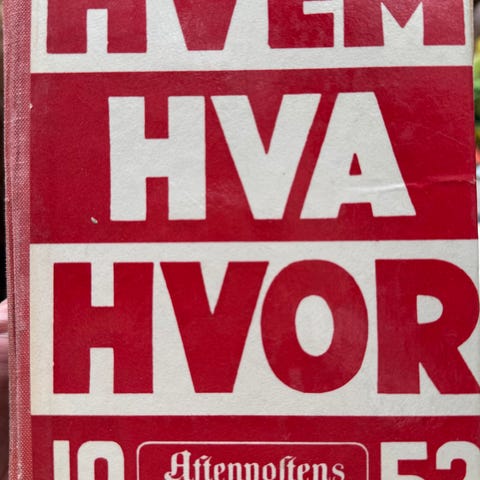 HVEM
HVA
HVOR
19 Aftenpostens 52